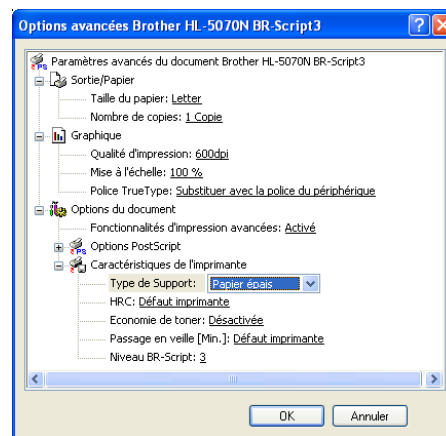 Options avancées Brother HL-5070N BR-Script3
Paramètres avancés du document Brother HL-5070N BR-Script3
Sortie/Papier
Taille du papier: Letter
Nombre de copies: 1 Copie
Graphique
Qualité d'impression: 600dpi
Mise à l'échelle: 100 %
Police TrueType: Substituer avec la police du périphérique
Options du document
Fonctionnalités d'impression avancées: Activé
Options PostScript
Caractéristiques de l'imprimante
Type de Support: Papier épais
HRC: Défaut imprimante
Economie de toner: Désactivée
Passage en veille [Min.]: Défaut imprimante
Niveau BR-Script: 3
OK Annuler